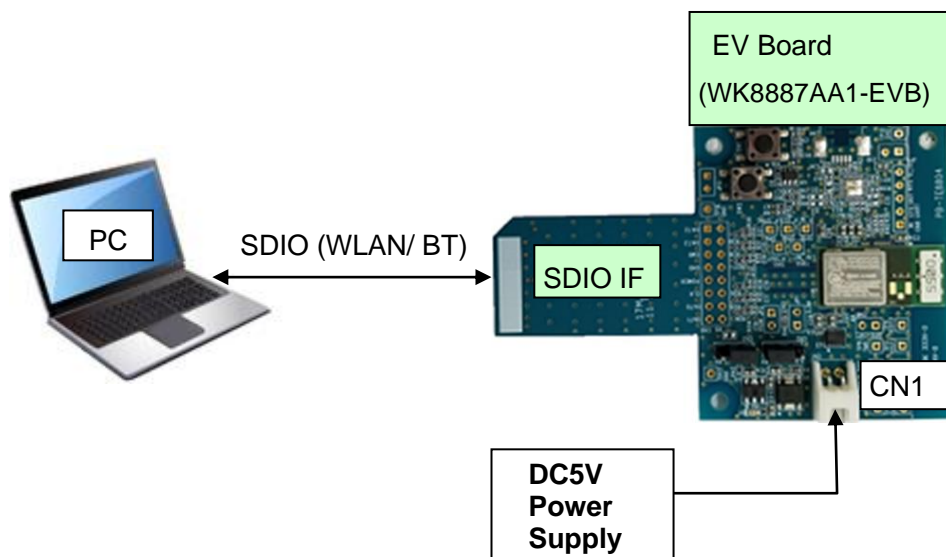 EV Board
(WK8887AA1-EVB)
PC
SDIO (WLAN/ BT)
SDIO IF
CN1
DC5V
Power
Supply